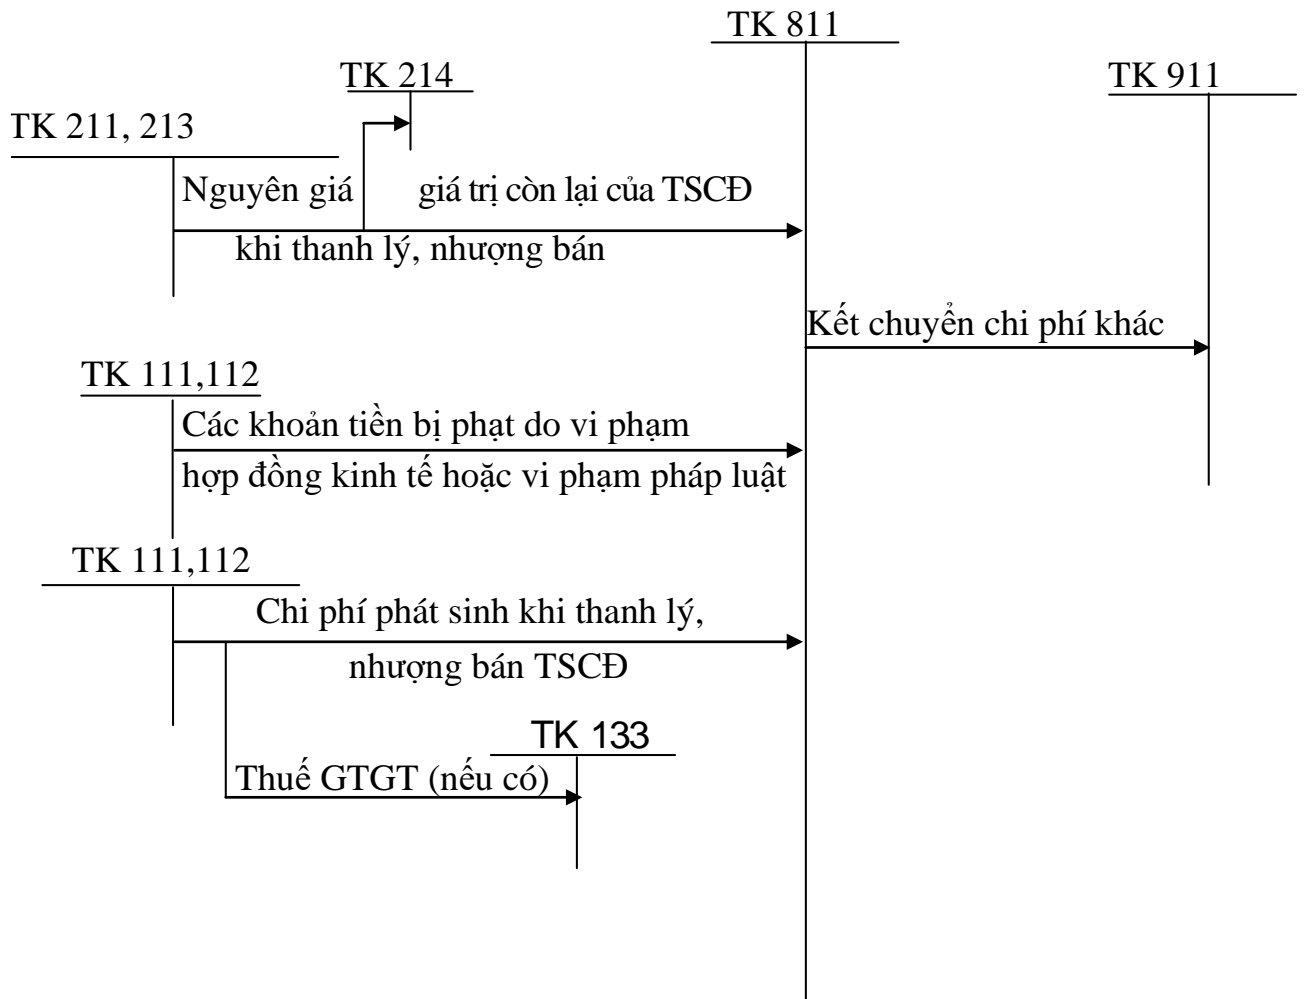 TK 811
TK 214
TK 911
TK 211, 213
Nguyên giá giá trị còn lại của TSCĐ
khi thanh lý, nhượng bán
Kết chuyển chi phí khác
TK 111,112
Các khoản tiền bị phạt do vi phạm
hợp đồng kinh tế hoặc vi phạm pháp luật
TK 111,112
Chi phí phát sinh khi thanh lý,
nhượng bán TSCĐ
TK 133
Thuế GTGT (nếu có)